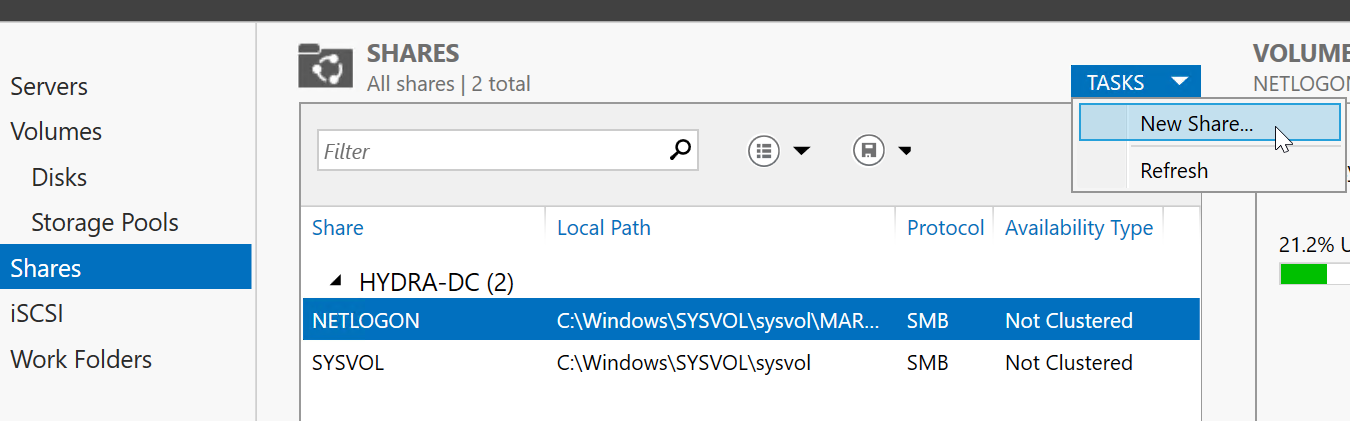 Servers
Volumes
Disks
Storage Pools
Shares
iSCSI
Work Folders
SHARES
All shares | 2 total
TASKS
New Share...
Refresh
Filter
Share Local Path Protocol Availability Type
HYDRA-DC (2)
NETLOGON C:\Windows\SYSVOL\sysvol\MAR... SMB Not Clustered
SYSVOL C:\Windows\SYSVOL\sysvol SMB Not Clustered
VOLUME
NETLOGON
21.2% U